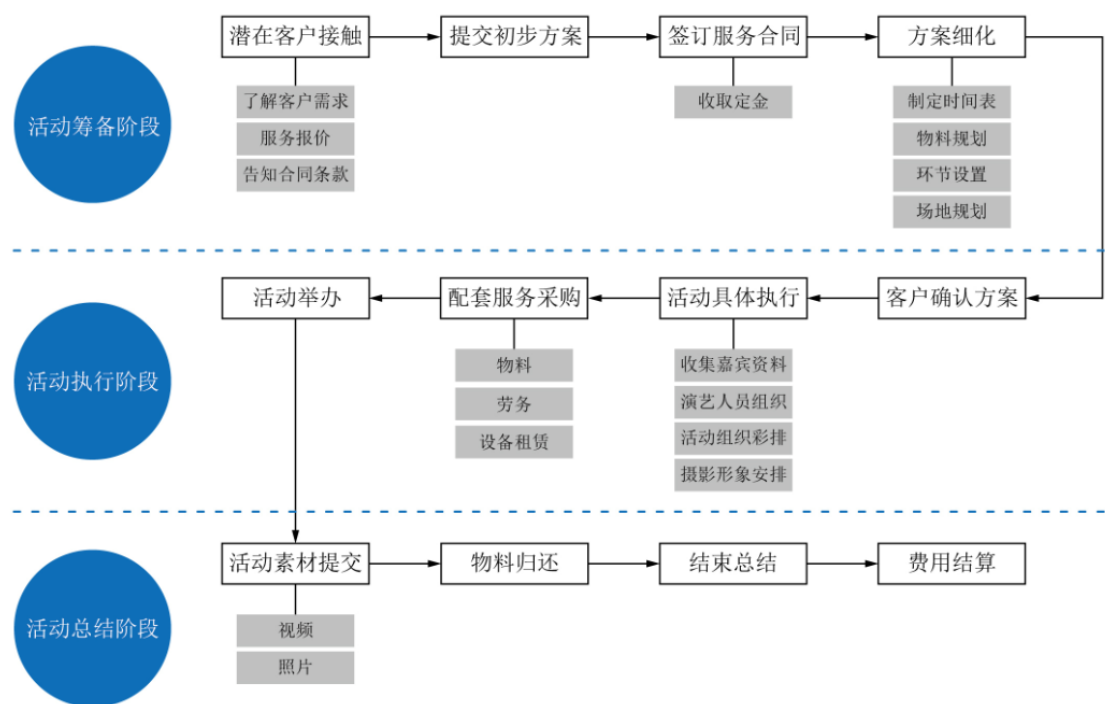 活动筹备阶段
潜在客户接触
提交初步方案
签订服务合同
方案细化
了解客户需求
服务报价
告知合同条款
收取定金
制定时间表
物料规划
环节设置
场地规划
活动执行阶段
活动举办
配套服务采购
活动具体执行
客户确认方案
物料
劳务
设备租赁
收集嘉宾资料
演艺人员组织
活动组织彩排
摄影形象安排
活动总结阶段
活动素材提交
物料归还
结束总结
费用结算
视频
照片